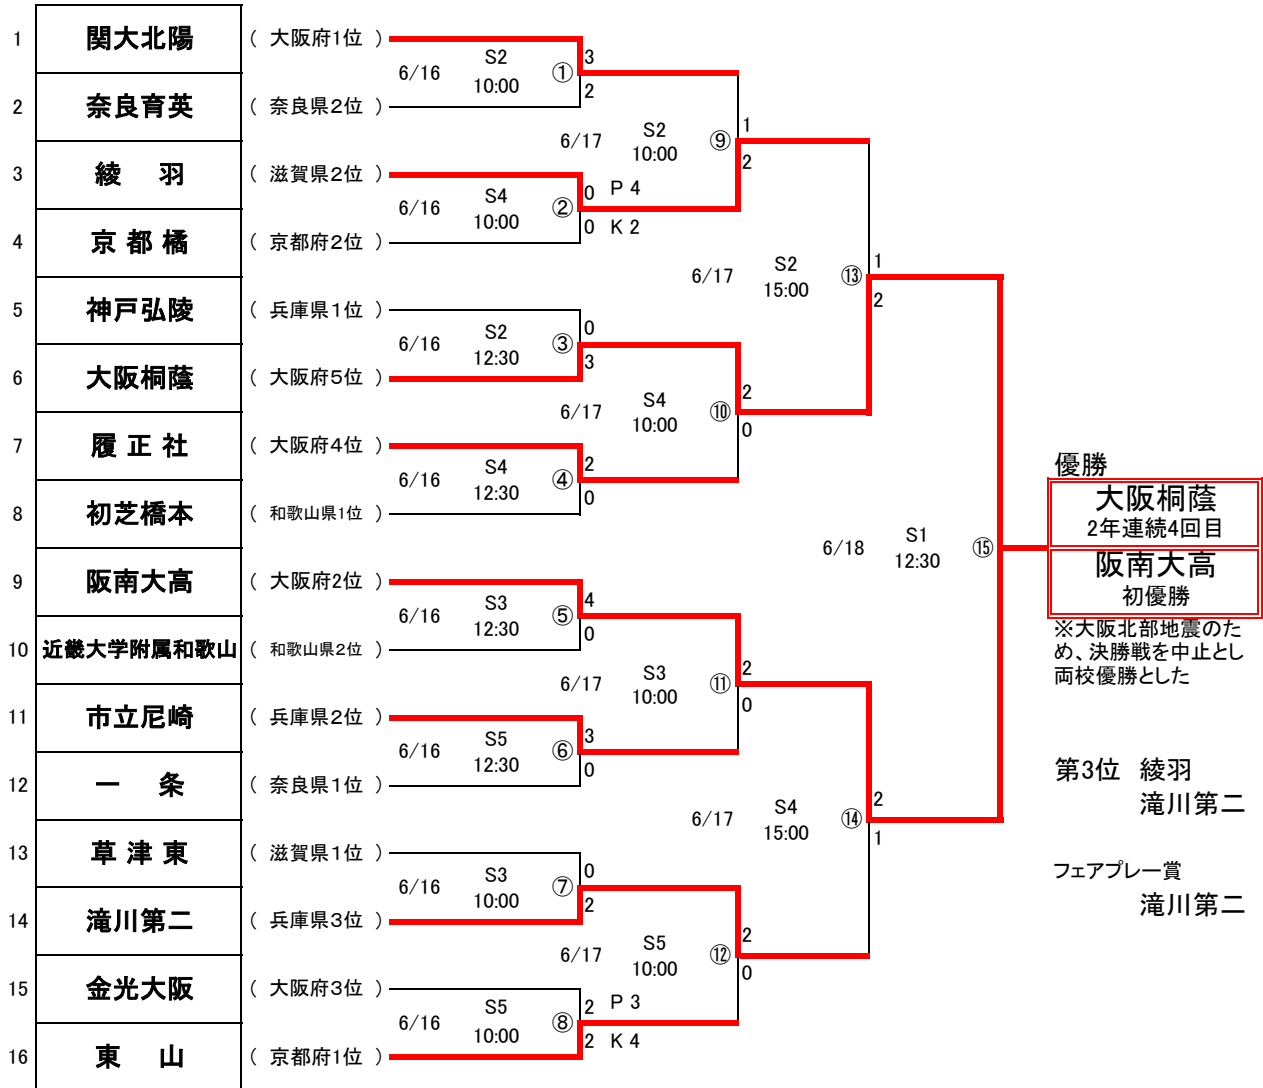 1 関大北陽 ( 大阪府1位 )
6/16 S2 10:00 ① 3 2
2 奈良育英 ( 奈良県2位 )
6/17 S2 10:00 ⑨ 1 2
3 綾 羽 ( 滋賀県2位 )
6/16 S4 10:00 ② 0 P 4
0 K 2
4 京 都 橘 ( 京都府2位 )
6/17 S2 15:00 ⑬ 1 2
5 神戸弘陵 ( 兵庫県1位 )
6/16 S2 12:30 ③ 0 3
6 大阪桐蔭 ( 大阪府5位 )
6/17 S4 10:00 ⑩ 2 0
7 履 正 社 ( 大阪府4位 )
6/16 S4 12:30 ④ 2 0
8 初芝橋本 ( 和歌山県1位 )
6/18 S1 12:30 ⑮
9 阪南大高 ( 大阪府2位 )
6/16 S3 12:30 ⑤ 4 0
10 近畿大学附属和歌山 ( 和歌山県2位 )
6/17 S3 10:00 ⑪ 2 0
11 市立尼崎 ( 兵庫県2位 )
6/16 S5 12:30 ⑥ 3 0
12 一 条 ( 奈良県1位 )
6/17 S4 15:00 ⑭ 2 1
13 草 津 東 ( 滋賀県1位 )
6/16 S3 10:00 ⑦ 0 2
14 滝川第二 ( 兵庫県3位 )
6/17 S5 10:00 ⑫ 2 0
15 金光大阪 ( 大阪府3位 )
6/16 S5 10:00 ⑧ 2 P 3
2 K 4
16 東 山 ( 京都府1位 )
優勝
大阪桐蔭
2年連続4回目
阪南大高
初優勝
※大阪北部地震のた
め、決勝戦を中止とし
両校優勝とした
第3位 綾羽
滝川第二
フェアプレー賞
滝川第二